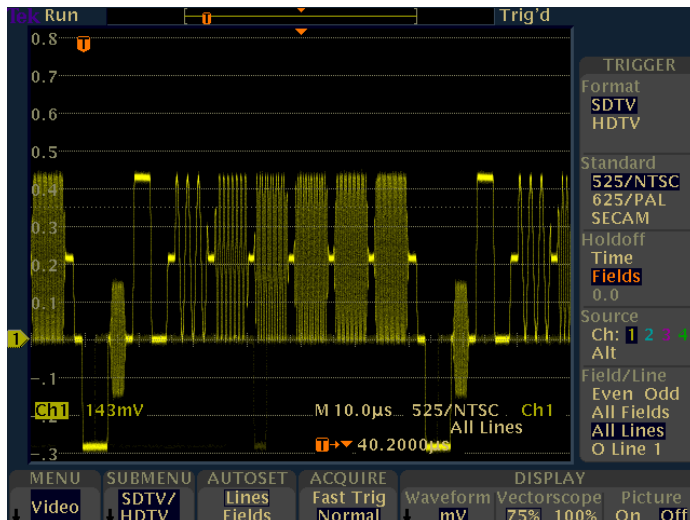 Tek Run Trig'd
T
T
0.8
0.7
0.6
0.5
0.4
0.3
0.2
0.1
1
-.1
-.2
-.3
Ch1 143mV M 10.0µs 525/NTSC Ch1
All Lines
T→▼ 40.2000µs
TRIGGER
Format
SDTV
HDTV
Standard
525/NTSC
625/PAL
SECAM
Holdoff
Time
Fields
0.0
Source
Ch: 1 2 3 4
Alt
Field/Line
Even Odd
All Fields
All Lines
O Line 1
MENU SUBMENU AUTOSET ACQUIRE DISPLAY
Video SDTV/ Lines Fast Trig Waveform Vectorscope Picture
HDTV Fields Normal mV 75% 100% On Off